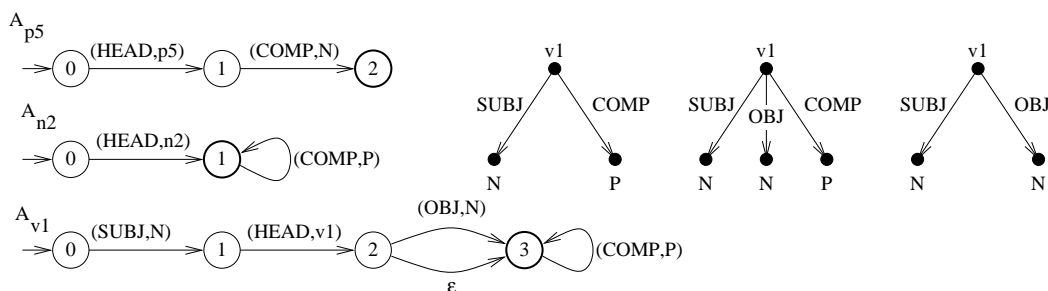 A p5
(HEAD,p5) (COMP,N)
0 1 2
A n2
(HEAD,n2)
0 1 (COMP,P)
A v1
(SUBJ,N) (HEAD,v1) (OBJ,N)
0 1 2 3 (COMP,P)
ε
v1
SUBJ COMP
N P
v1
SUBJ OBJ COMP
N N P
v1
SUBJ OBJ
N N